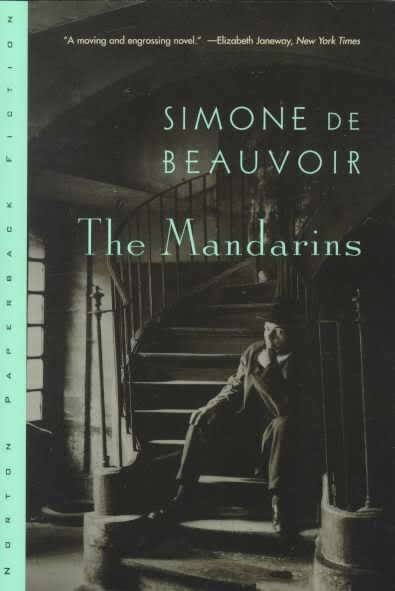 "A moving and engrossing novel." —Elizabeth Janeway, New York Times
SIMONE DE
BEAUVOIR
The Mandarins
NORTON PAPERBACK FICTION